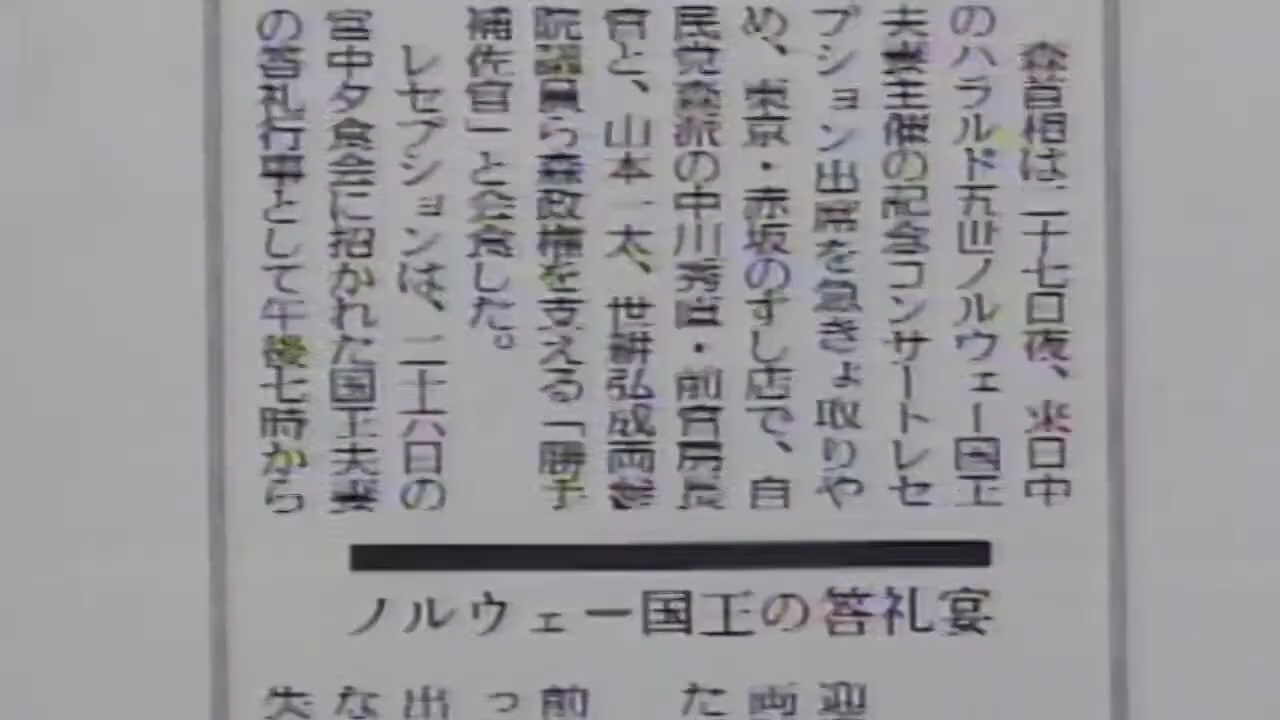 森首相は二十七日夜、来日中
のハラルド五世ノルウェー国王
夫妻主催の記念コンサートレセ
プション出席を急きょ取りや
め、東京・赤坂のすし店で、自
民党森派の中川秀直・前官房長
官と、山本一太、世耕弘成両参
院議員ら森政権を支える「勝手
補佐官」と会食した。
レセプションは、二十六日の
宮中夕食会に招かれた国王夫妻
の答礼行事として午後七時から
ノルウェー国王の答礼宴
迎
両
た
前
っ
出
な
失